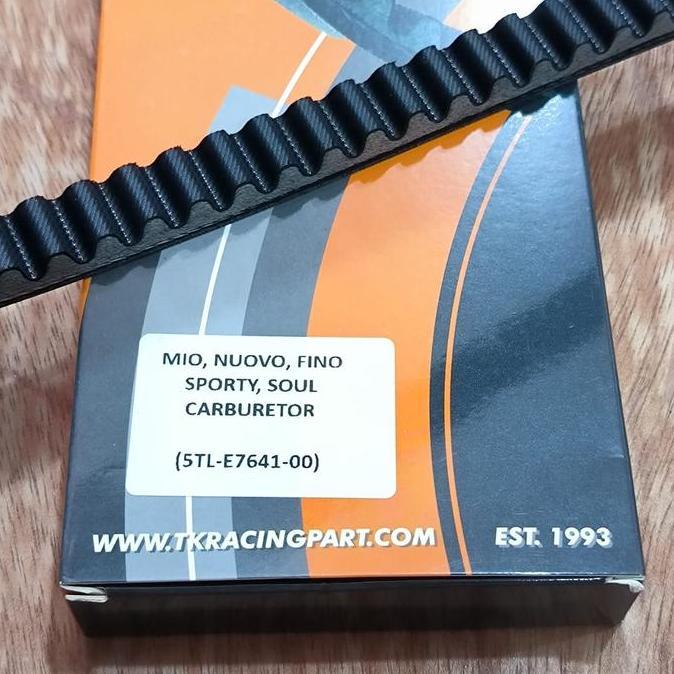 MIO, NUOVO, FINO
SPORTY, SOUL
CARBURETOR
(5TL-E7641-00)
WWW.TKRACINGPART.COM EST. 1993